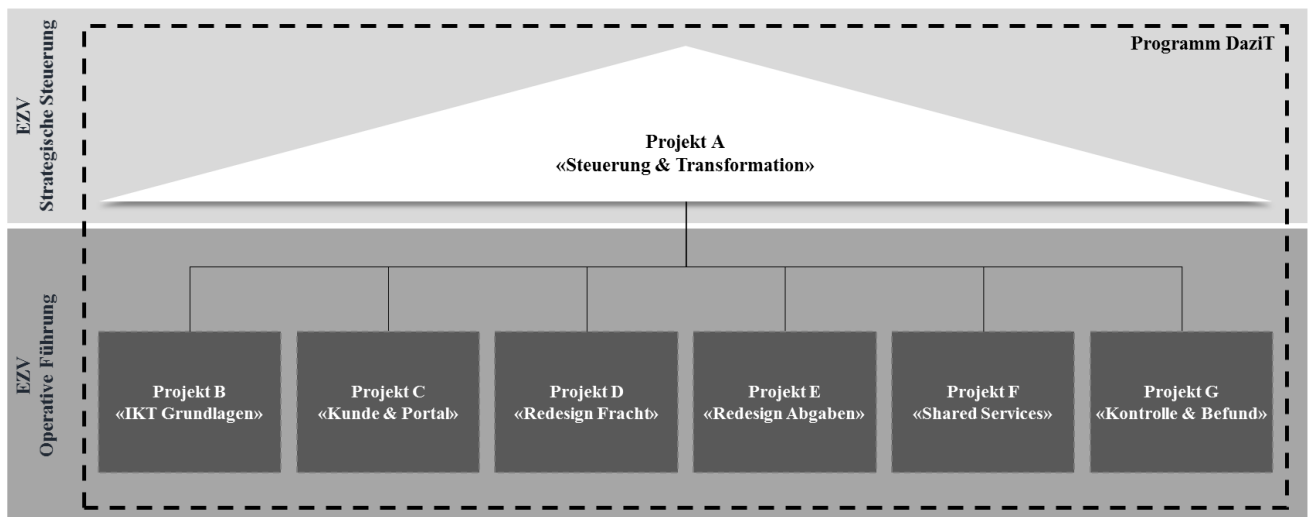 EZV
Strategische Steuerung
Programm DaziT
Projekt A
«Steuerung & Transformation»
EZV
Operative Führung
Projekt B
«IKT Grundlagen»
Projekt C
«Kunde & Portal»
Projekt D
«Redesign Fracht»
Projekt E
«Redesign Abgaben»
Projekt F
«Shared Services»
Projekt G
«Kontrolle & Befund»